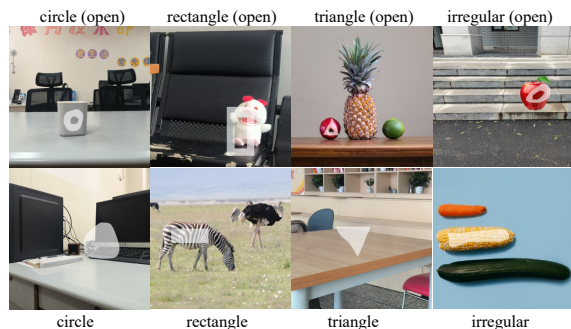 circle (open)
rectangle (open)
triangle (open)
irregular (open)
circle
rectangle
triangle
irregular